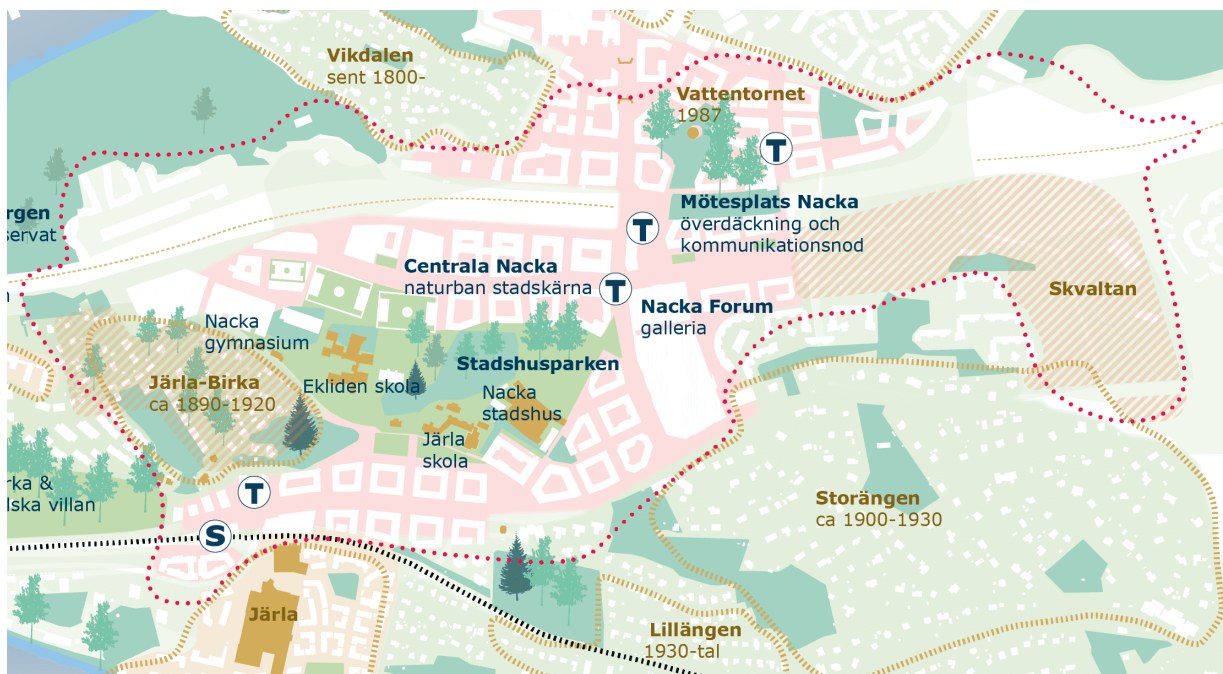 Vikdalen
sent 1800-
Vattentornet
1987
T
Mötesplats Nacka
överdäckning och
kommunikationsnod
T
rgen
servat
Centrala Nacka
naturban stadskärna
T
Nacka Forum
galleria
Skvaltan
n
Nacka
gymnasium
Stadshusparken
Järla-Birka
ca 1890-1920
Ekliden skola
Nacka
stadshus
Järla
skola
rka &
lska villan
T
S
Storängen
ca 1900-1930
Järla
Lillängen
1930-tal